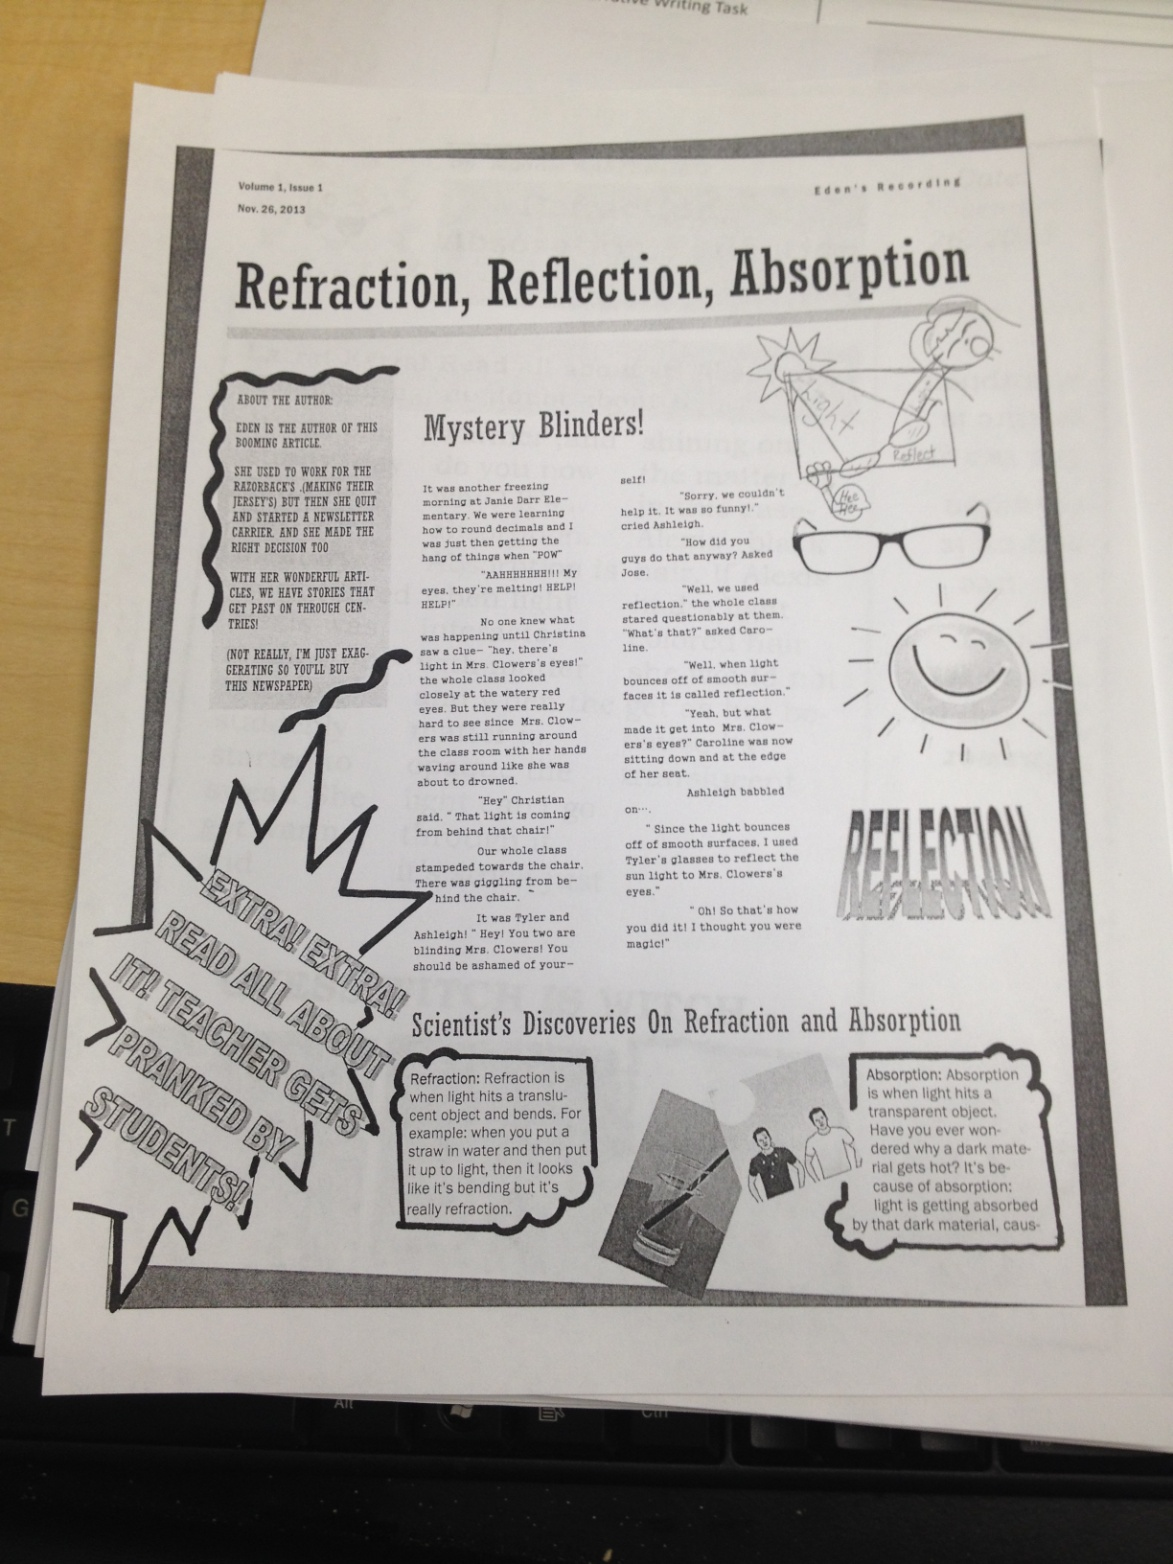 Writing Task
Volume 1, Issue 1
Nov. 26, 2013
Eden's Recording
Refraction, Reflection, Absorption
ABOUT THE AUTHOR:
EDEN IS THE AUTHOR OF THIS
BOOMING ARTICLE.
SHE USED TO WORK FOR THE
RAZORBACK'S .(MAKING THEIR
JERSEY'S) BUT THEN SHE QUIT
AND STARTED A NEWSLETTER
CARRIER. AND SHE MADE THE
RIGHT DECISION TOO
WITH HER WONDERFUL ARTI-
CLES, WE HAVE STORIES THAT
GET PAST ON THROUGH CEN-
TRIES!
(NOT REALLY, I'M JUST EXAG-
GERATING SO YOU'LL BUY
THIS NEWSPAPER)
EXTRA! EXTRA!
READ ALL ABOUT
IT! TEACHER GETS
PRANKED BY
STUDENTS!
Mystery Blinders!
It was another freezing
morning at Janie Darr Ele-
mentary. We were learning
how to round decimals and I
was just then getting the
hang of things when "POW"
"AAHHHHHHH!!! My
eyes, they're melting! HELP!
HELP!"
No one knew what
was happening until Christina
saw a clue- "hey, there's
light in Mrs. Clowers's eyes!"
the whole class looked
closely at the watery red
eyes. But they were really
hard to see since Mrs. Clow-
ers was still running around
the class room with her hands
waving around like she was
about to drowned.
"Hey" Christian
said. " That light is coming
from behind that chair!"
Our whole class
stampeded towards the chair.
There was giggling from be-
hind the chair.
It was Tyler and
Ashleigh! " Hey! You two are
blinding Mrs. Clowers! You
should be ashamed of your-
self!
"Sorry, we couldn't
help it. It was so funny!."
cried Ashleigh.
"How did you
guys do that anyway? Asked
Jose.
"Well, we used
reflection," the whole class
stared questionably at them.
"What's that?" asked Caro-
line.
"Well, when light
bounces off of smooth sur-
faces it is called reflection."
"Yeah, but what
made it get into Mrs. Clow-
ers's eyes?" Caroline was now
sitting down and at the edge
of her seat.
Ashleigh babbled
on….
" Since the light bounces
off of smooth surfaces, I used
Tyler's glasses to reflect the
sun light to Mrs. Clowers's
eyes."
" Oh! So that's how
you did it! I thought you were
magic!"
Light
Reflect
Hee
Hee
REFLECTION
Scientist's Discoveries On Refraction and Absorption
Refraction: Refraction is
when light hits a translu-
cent object and bends. For
example: when you put a
straw in water and then put
it up to light, then it looks
like it's bending but it's
really refraction.
Absorption: Absorption
is when light hits a
transparent object.
Have you ever won-
dered why a dark mate-
rial gets hot? It's be-
cause of absorption:
light is getting absorbed
by that dark material, caus-
T
G
Alt
Ctrl